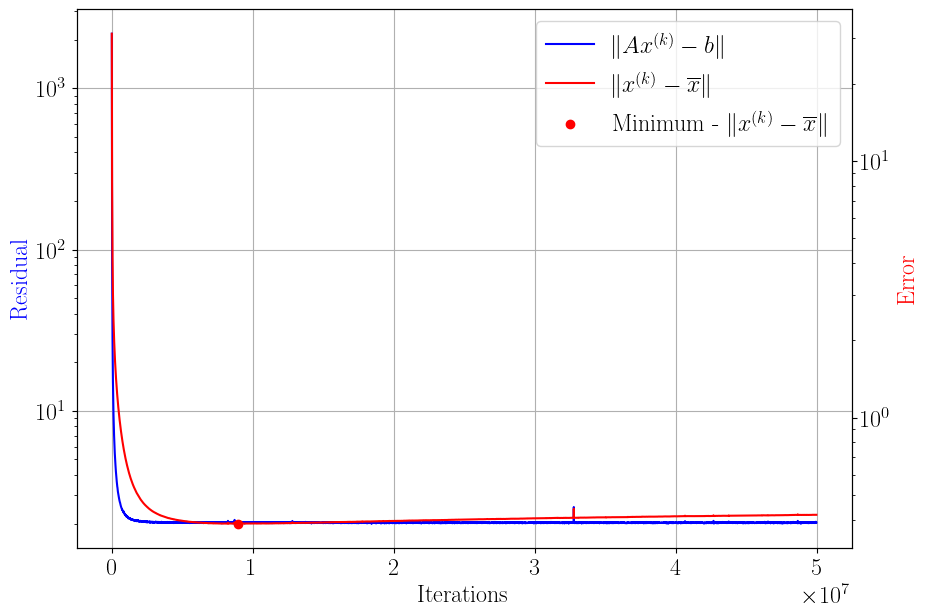 ‖Ax^{(k)} − b‖
‖x^{(k)} − x̅‖
Minimum - ‖x^{(k)} − x̅‖
Residual
10^3
10^2
10^1
Error
10^1
10^0
0 1 2 3 4 5
Iterations
×10^7